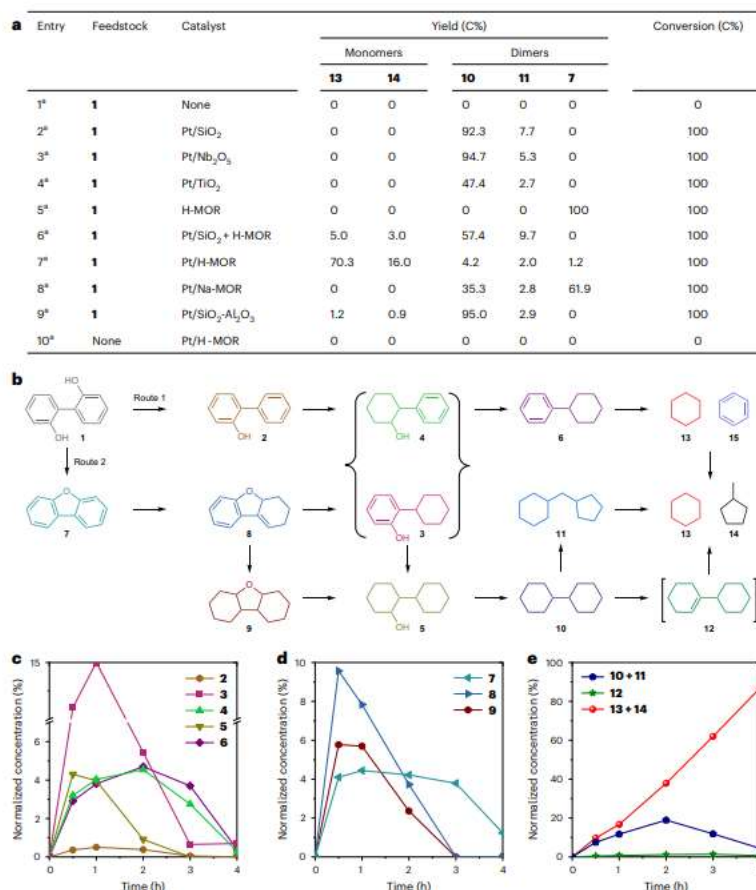 a Entry Feedstock Catalyst Yield (C%) Conversion (C%)
Monomers Dimers
13 14 10 11 7
1ª 1 None 0 0 0 0 0 0
2ª 1 Pt/SiO₂ 0 0 92.3 7.7 0 100
3ª 1 Pt/Nb₂O₅ 0 0 94.7 5.3 0 100
4ª 1 Pt/TiO₂ 0 0 47.4 2.7 0 100
5ª 1 H-MOR 0 0 0 0 100 100
6ª 1 Pt/SiO₂ + H-MOR 5.0 3.0 57.4 9.7 0 100
7ª 1 Pt/H-MOR 70.3 16.0 4.2 2.0 1.2 100
8ª 1 Pt/Na-MOR 0 0 35.3 2.8 61.9 100
9ª 1 Pt/SiO₂-Al₂O₃ 1.2 0.9 95.0 2.9 0 100
10ª None Pt/H-MOR 0 0 0 0 0 0
b
HO
Route 1
OH
1
OH
2
OH
4
6
13
15
Route 2
O
7
O
8
OH
3
11
13
14
O
9
OH
5
10
12
c
Normalized concentration (%)
15
6
4
2
0
2
3
4
5
6
0 1 2 3 4
Time (h)
d
Normalized concentration (%)
10
8
6
4
2
0
7
8
9
0 1 2 3 4
Time (h)
e
Normalized concentration (%)
100
80
60
40
20
0
10 + 11
12
13 + 14
0 1 2 3
Time (h)